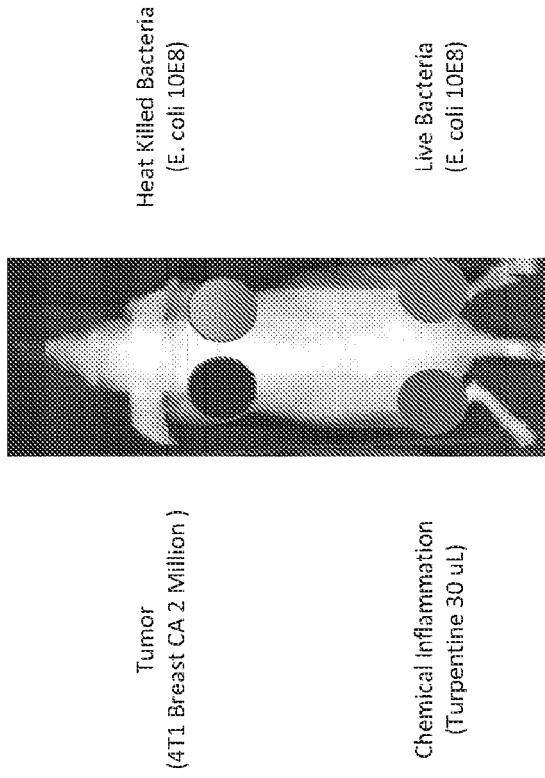 Tumor
(4T1 Breast CA 2 Million )
Heat Killed Bacteria
(E. coli 10E8)
Chemical Inflammation
(Turpentine 30 uL)
Live Bacteria
(E. coli 10E8)